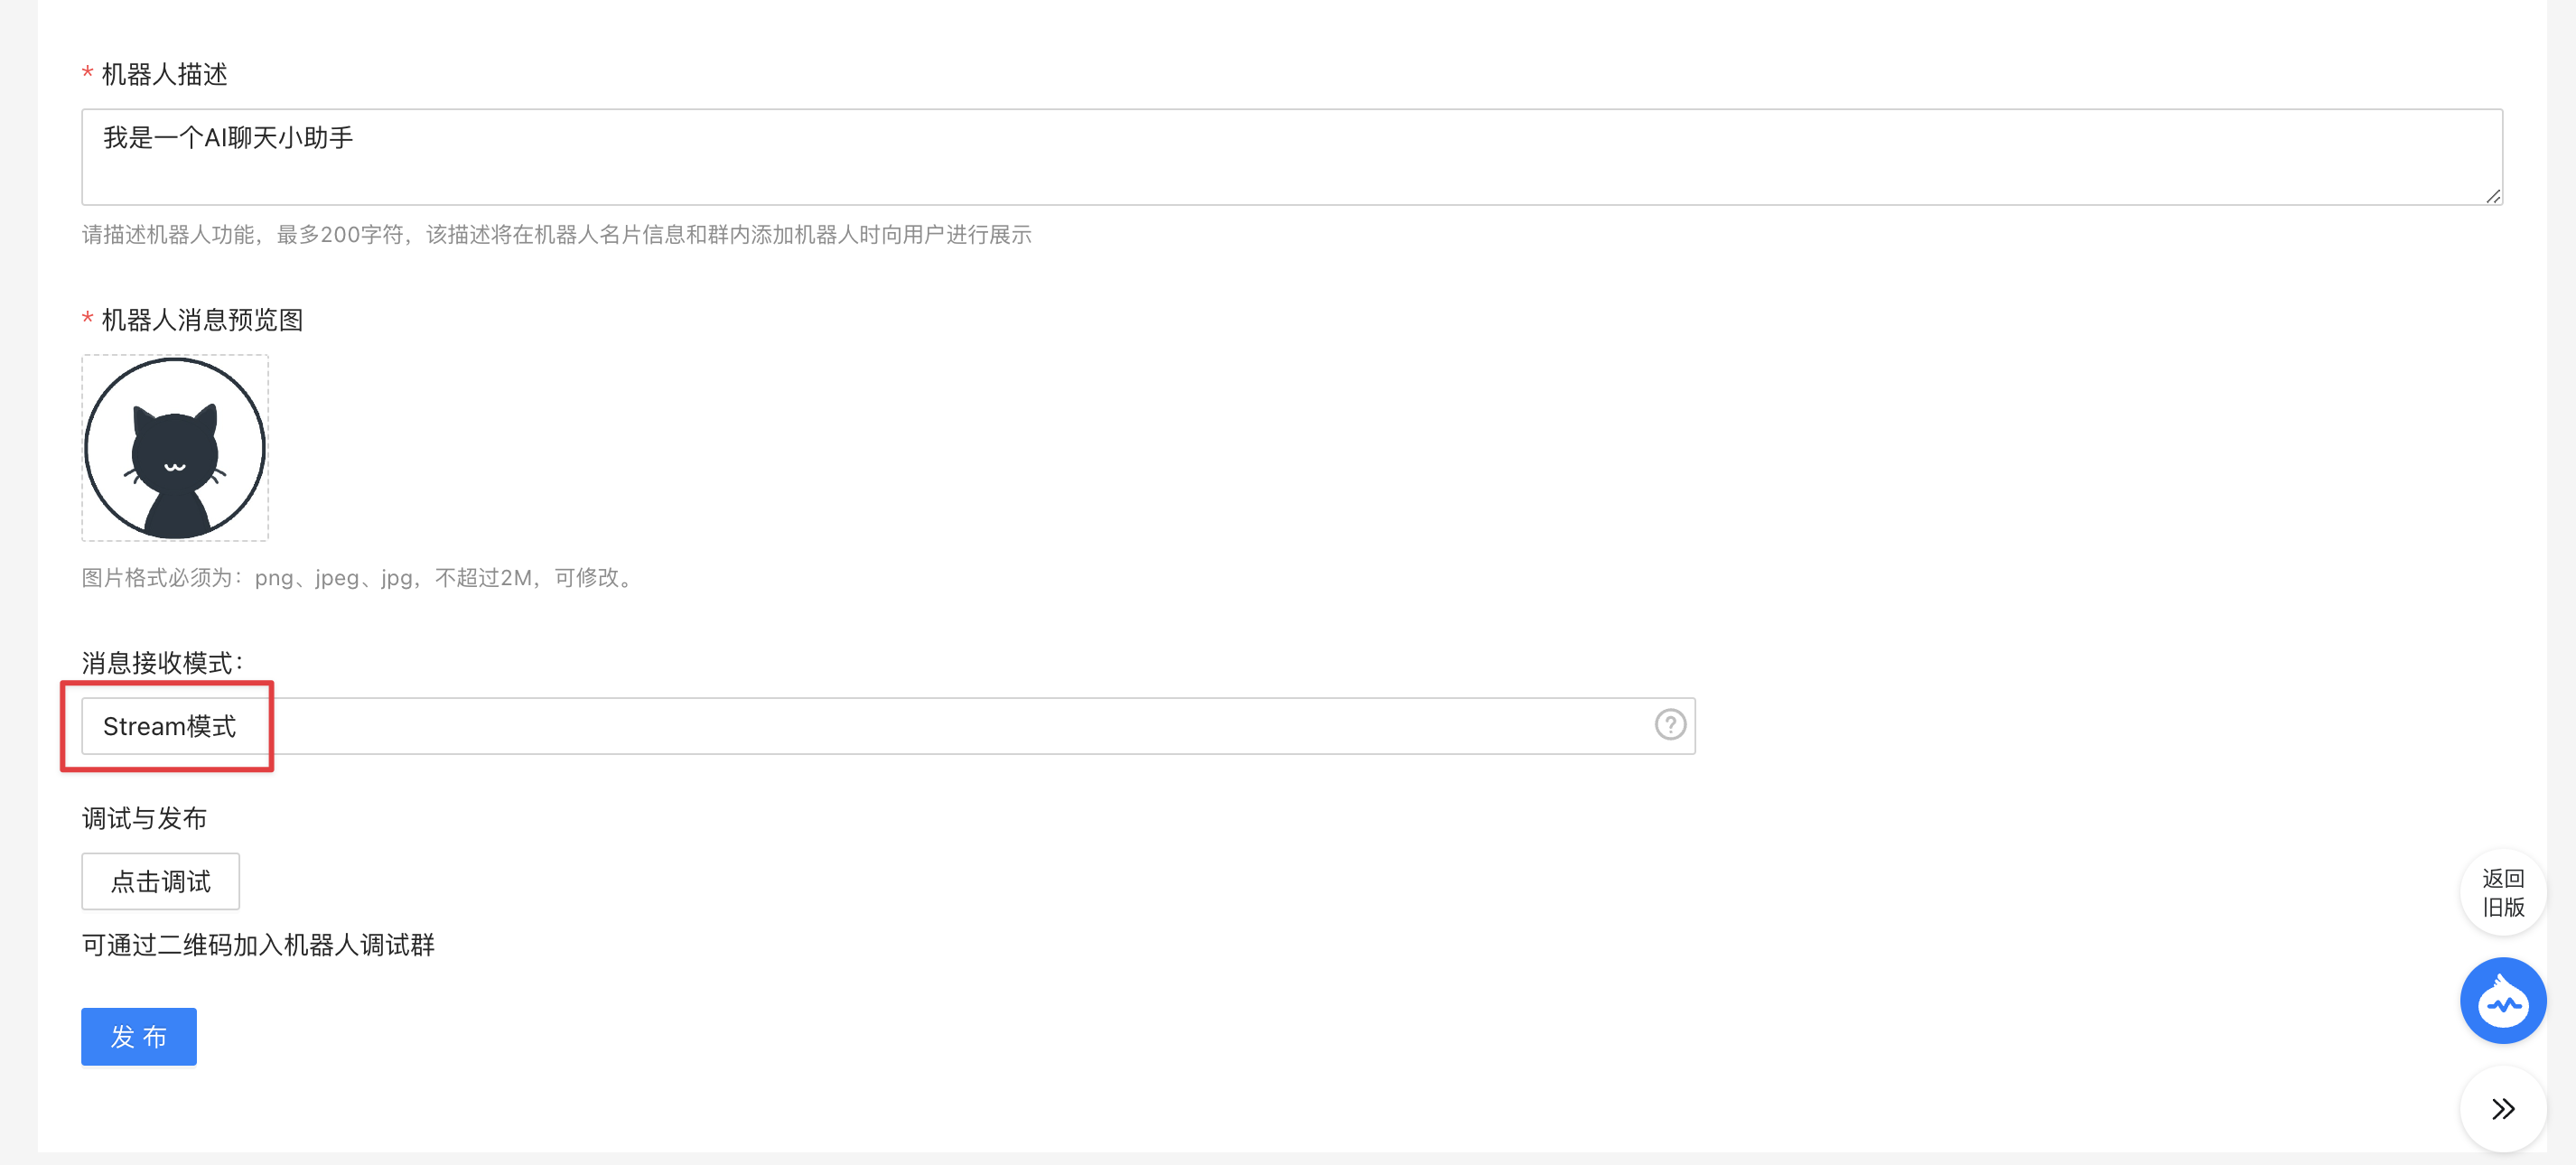 * 机器人描述
我是一个AI聊天小助手
请描述机器人功能，最多200字符，该描述将在机器人名片信息和群内添加机器人时向用户进行展示
* 机器人消息预览图
图片格式必须为：png、jpeg、jpg，不超过2M，可修改。
消息接收模式：
Stream模式
调试与发布
点击调试
可通过二维码加入机器人调试群
发 布
返回
旧版